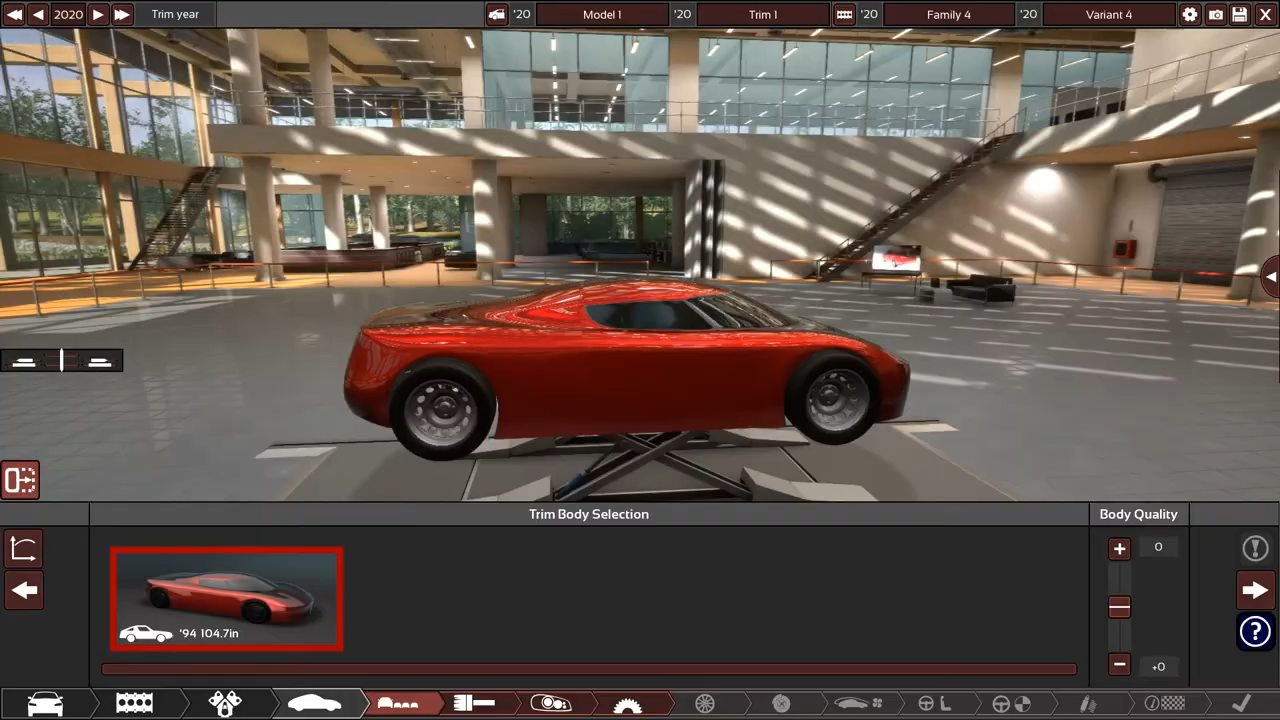 2020
Trim year
'20
Model 1
'20
Trim 1
'20
Family 4
'20
Variant 4
Trim Body Selection
Body Quality
0
'94 104.7in
+0